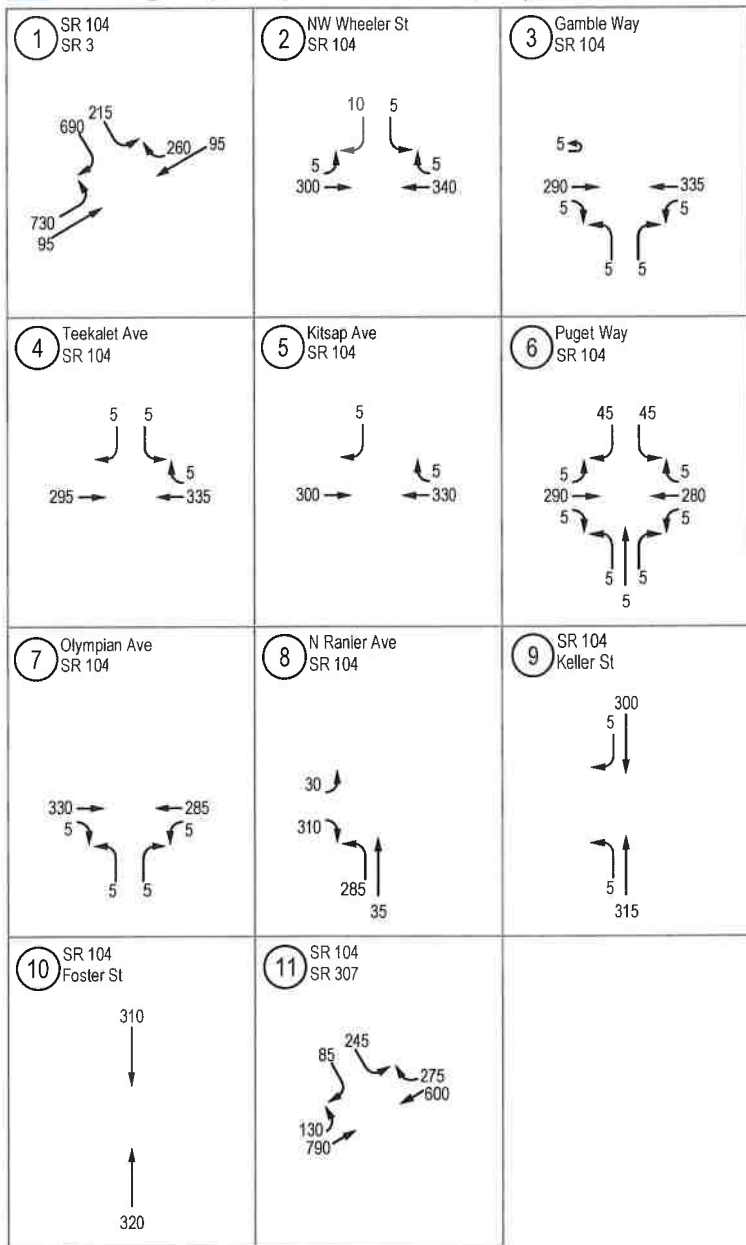 1 SR 104
SR 3
215
690
260
95
730
95
2 NW Wheeler St
SR 104
10 5
5 5
300 340
3 Gamble Way
SR 104
5
290 335
5 5
5 5
4 Teekalet Ave
SR 104
5 5
5
295 335
5 Kitsap Ave
SR 104
5
5
300 330
6 Puget Way
SR 104
45 45
5 5
290 280
5 5
5 5
5
7 Olympian Ave
SR 104
330 285
5 5
5 5
8 N Ranier Ave
SR 104
30
310
285
35
9 SR 104
Keller St
300
5
5
315
10 SR 104
Foster St
310
320
11 SR 104
SR 307
245
85
275
600
130
790